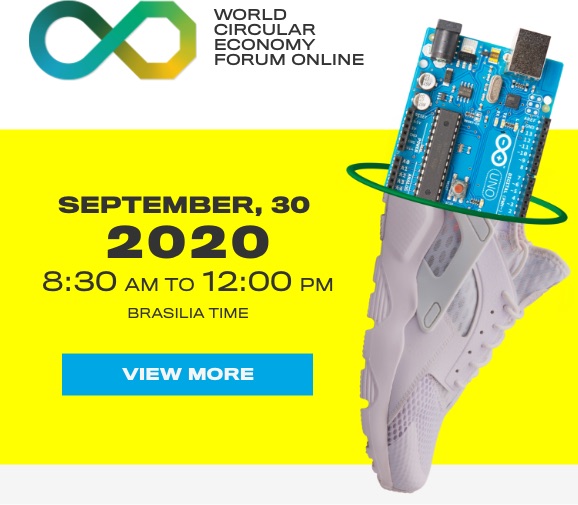 WORLD
CIRCULAR
ECONOMY
FORUM ONLINE
SEPTEMBER, 30
2020
8:30 AM TO 12:00 PM
BRASILIA TIME
VIEW MORE
UNO